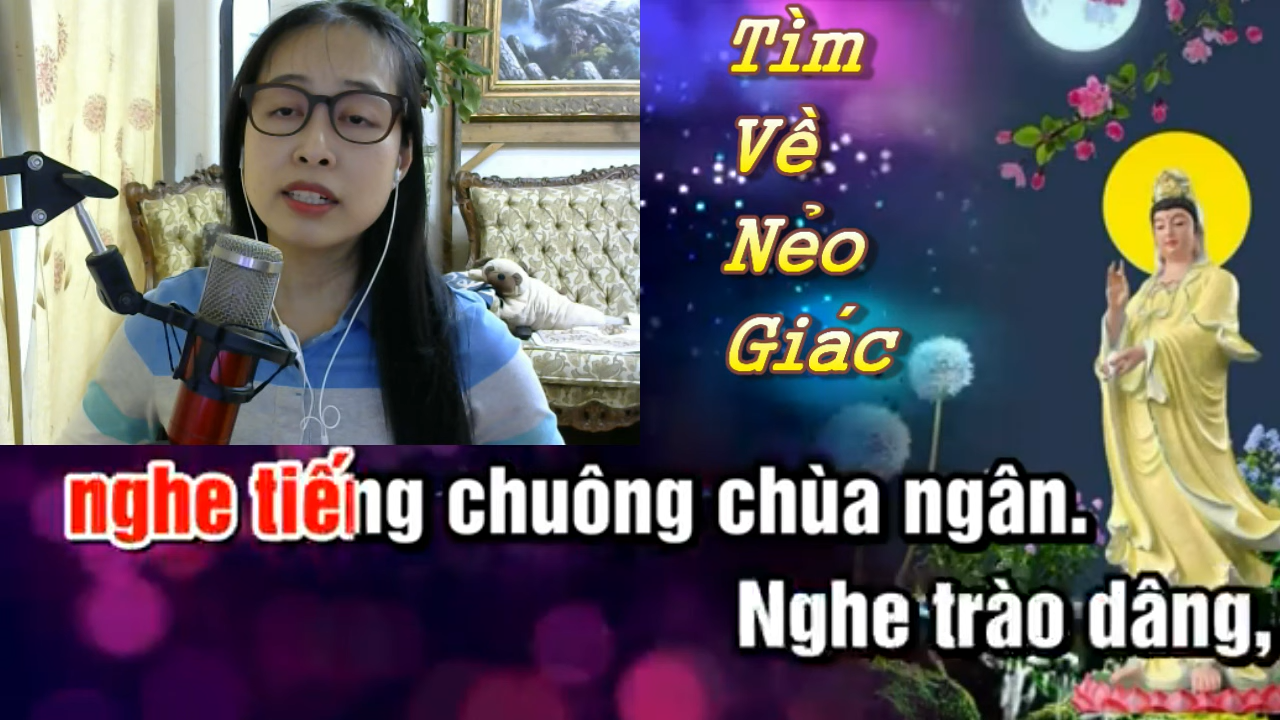 Tìm
Về
Nẻo
Giác
nghe tiếng chuông chùa ngân.
Nghe trào dâng,